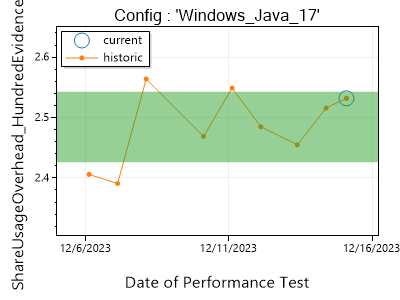 Config : 'Windows_Java_17'
current
historic
ShareUsageOverhead_HundredEvidence
2.6
2.5
2.4
12/6/2023
12/11/2023
12/16/2023
Date of Performance Test